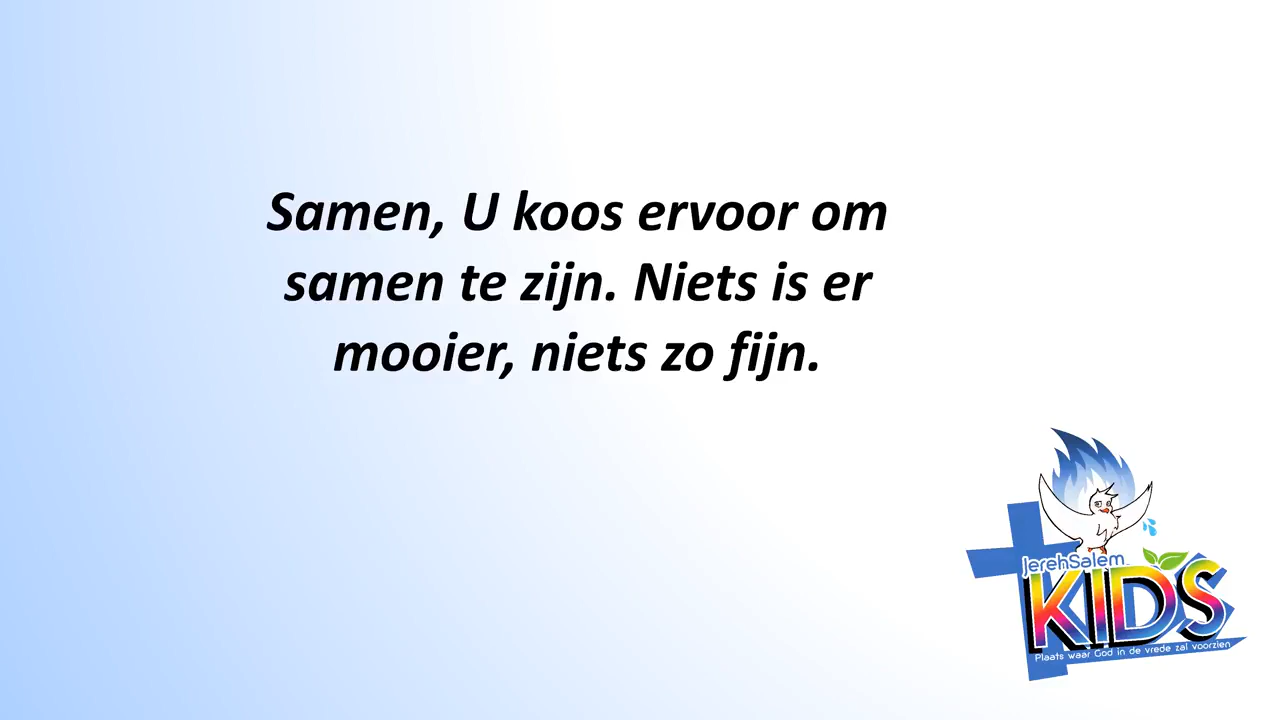 Samen, U koos ervoor om
samen te zijn. Niets is er
mooier, niets zo fijn.
JerehSalem
KID'S
Plaats waar God in de vrede zal voorzien